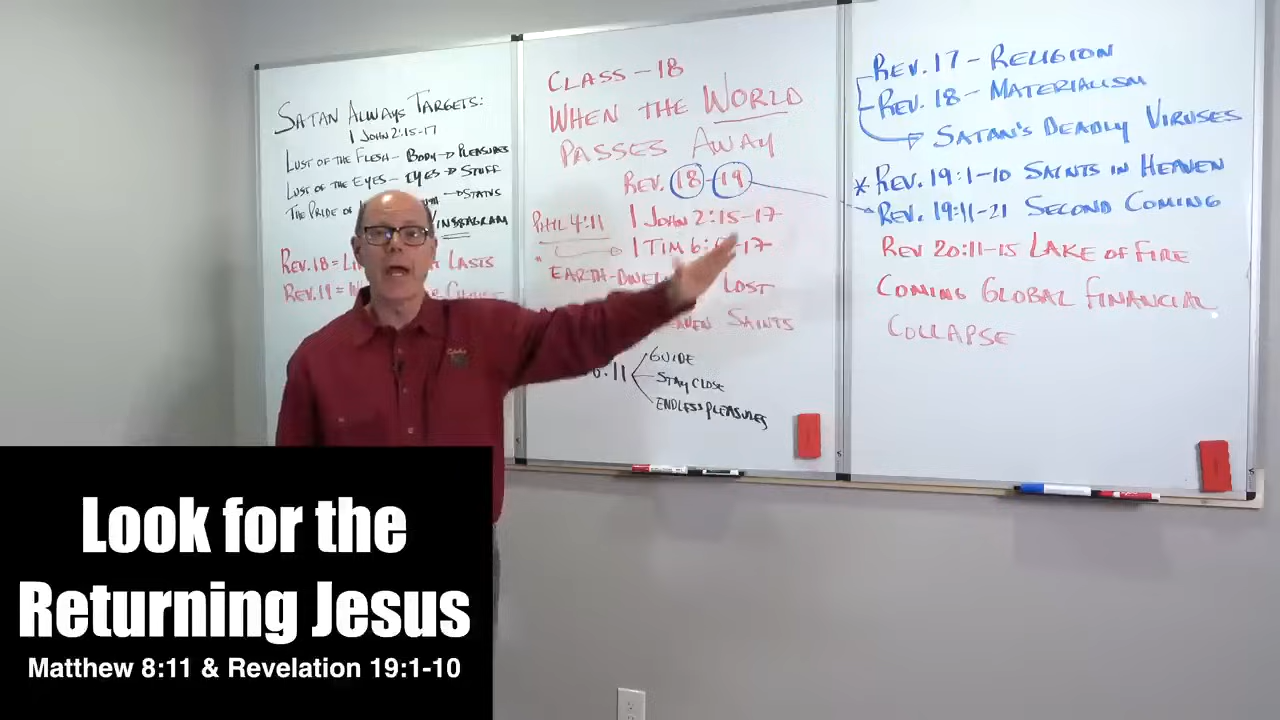 SATAN ALWAYS TARGETS:
1 JOHN 2:15-17
LUST OF THE FLESH - BODY → PLEASURES
LUST OF THE EYES - EYES → STUFF
THE PRIDE OF
→ STATUS
/INSTAGRAM
REV. 18 =
LASTS
REV. 19 =
CLASS - 18
WHEN THE WORLD
PASSES AWAY
REV. 18-19
PHIL 4:11
1 JOHN 2:15-17
1 TIM 6: -17
EARTH-
LOST
SAINTS
.11
GUIDE
STAY CLOSE
ENDLESS PLEASURES
REV. 17 - RELIGION
REV. 18 - MATERIALISM
→ SATAN'S DEADLY VIRUSES
* REV. 19:1-10 SAINTS IN HEAVEN
REV. 19:11-21 SECOND COMING
REV 20:11-15 LAKE OF FIRE
COMING GLOBAL FINANCIAL
COLLAPSE
Look for the
Returning Jesus
Matthew 8:11 & Revelation 19:1-10